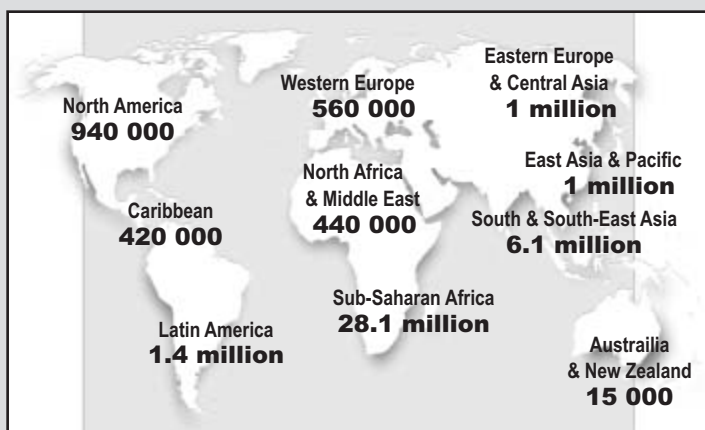 North America
940 000
Western Europe
560 000
Eastern Europe
& Central Asia
1 million
North Africa
& Middle East
440 000
East Asia & Pacific
1 million
Caribbean
420 000
South & South-East Asia
6.1 million
Sub-Saharan Africa
28.1 million
Latin America
1.4 million
Austrailia
& New Zealand
15 000